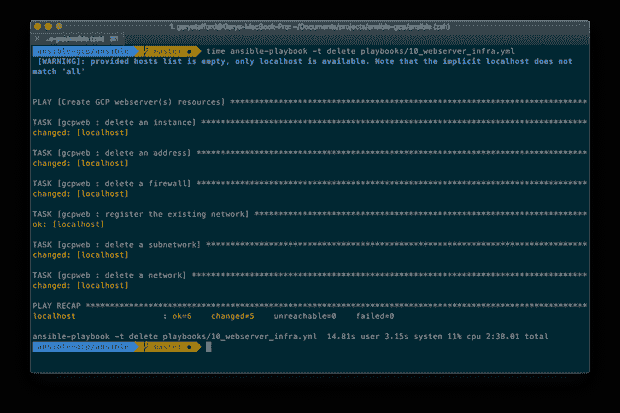 1. garystafford@Garys-MacBook-Pro: ~/Documents/projects/ansible-gcp/ansible (zsh)
ansible-gcp/ansible master ● time ansible-playbook -t delete playbooks/10_webserver_infra.yml
[WARNING]: provided hosts list is empty, only localhost is available. Note that the implicit localhost does not
match 'all'
PLAY [Create GCP webserver(s) resources] ***********************************************************************
TASK [gcpweb : delete an instance] *****************************************************************************
changed: [localhost]
TASK [gcpweb : delete an address] ******************************************************************************
changed: [localhost]
TASK [gcpweb : delete a firewall] ******************************************************************************
changed: [localhost]
TASK [gcpweb : register the existing network] ******************************************************************
ok: [localhost]
TASK [gcpweb : delete a subnetwork] ****************************************************************************
changed: [localhost]
TASK [gcpweb : delete a network] *******************************************************************************
changed: [localhost]
PLAY RECAP *****************************************************************************************************
localhost : ok=6 changed=5 unreachable=0 failed=0
ansible-playbook -t delete playbooks/10_webserver_infra.yml 14.81s user 3.15s system 11% cpu 2:38.01 total
ansible-gcp/ansible master ●